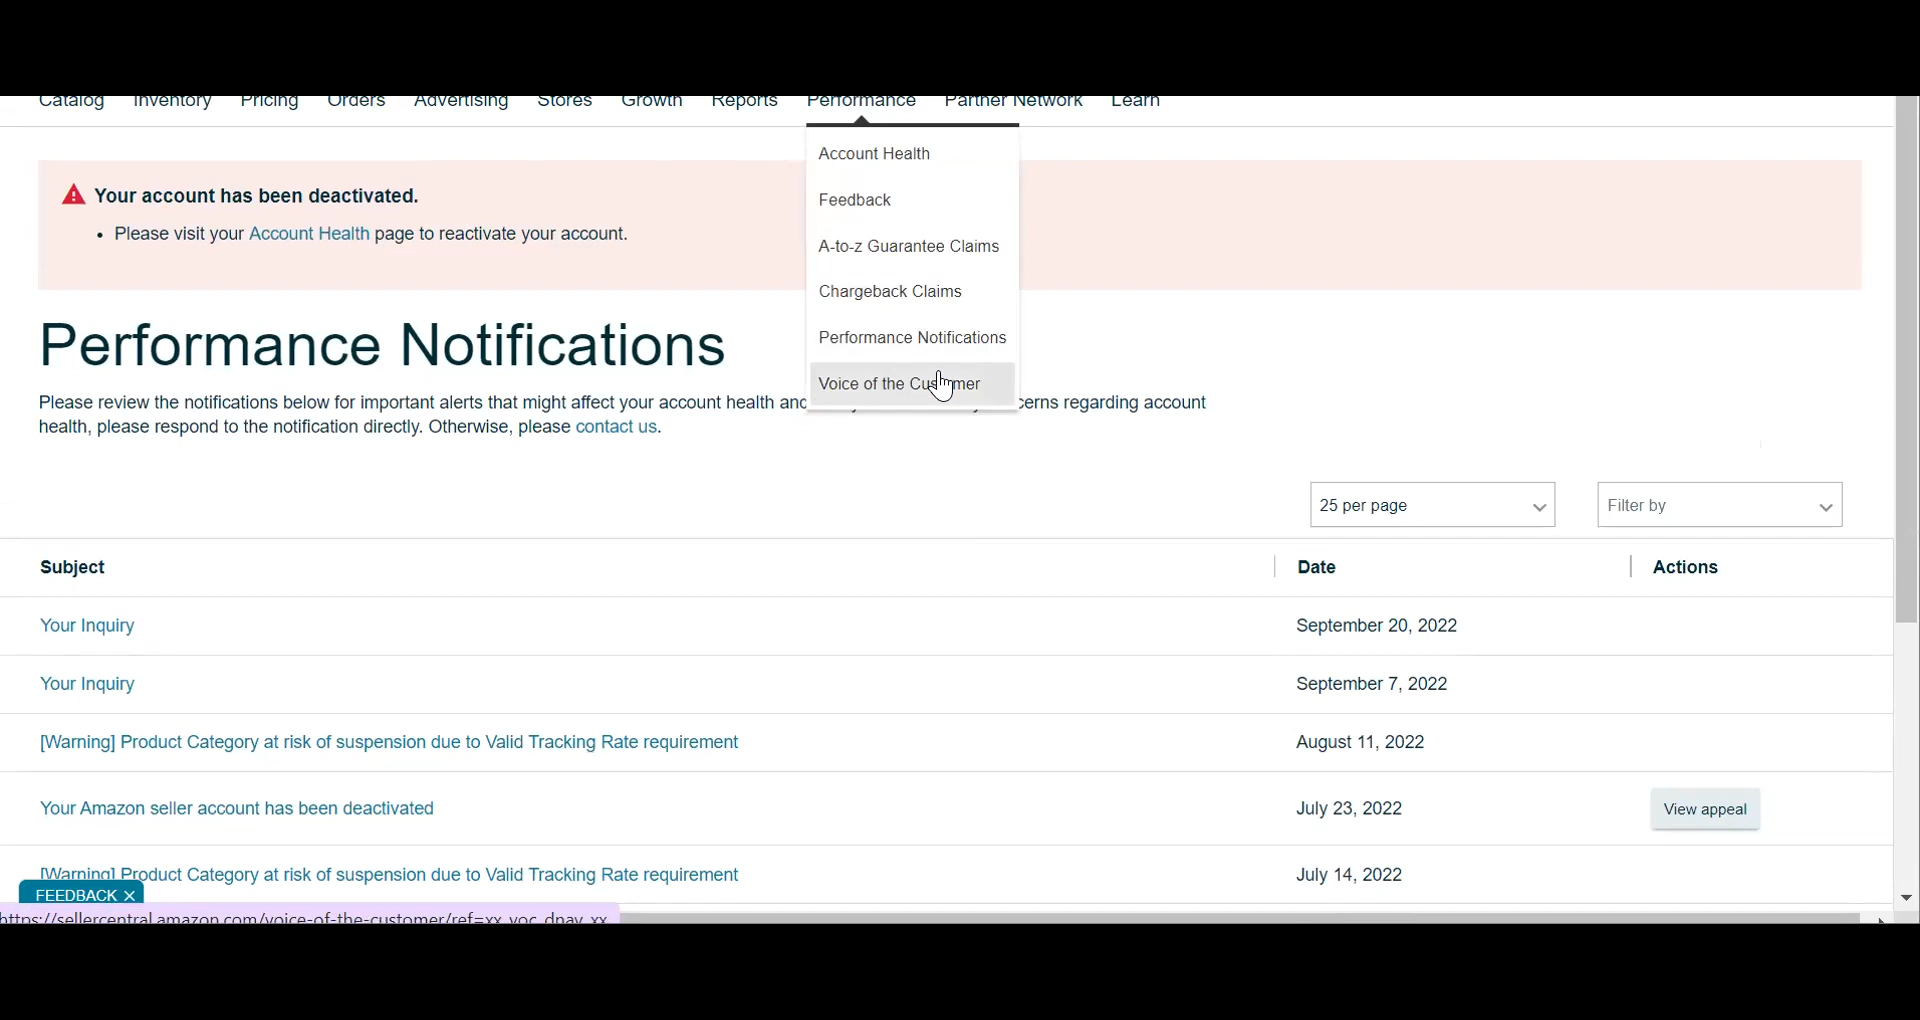 Catalog Inventory Pricing Orders Advertising Stores Growth Reports Performance Partner Network Learn
Account Health
Feedback
A-to-z Guarantee Claims
Chargeback Claims
Performance Notifications
Voice of the Customer
Your account has been deactivated.
• Please visit your Account Health page to reactivate your account.
Performance Notifications
Please review the notifications below for important alerts that might affect your account health regarding account
health, please respond to the notification directly. Otherwise, please contact us.
25 per page Filter by
Subject Date Actions
Your Inquiry September 20, 2022
Your Inquiry September 7, 2022
[Warning] Product Category at risk of suspension due to Valid Tracking Rate requirement August 11, 2022
Your Amazon seller account has been deactivated July 23, 2022 View appeal
[Warning] Product Category at risk of suspension due to Valid Tracking Rate requirement July 14, 2022
FEEDBACK ×
https://sellercentral.amazon.com/voice-of-the-customer/ref=xx_voc_dnav_xx